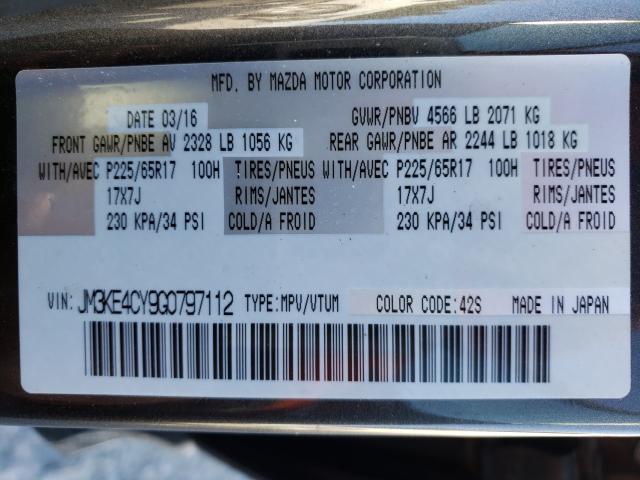 MFD. BY MAZDA MOTOR CORPORATION
DATE 03/16 GVWR/PNBV 4566 LB 2071 KG
FRONT GAWR/PNBE AV 2328 LB 1056 KG REAR GAWR/PNBE AR 2244 LB 1018 KG
WITH/AVEC P225/65R17 100H TIRES/PNEUS WITH/AVEC P225/65R17 100H TIRES/PNEUS
17X7J RIMS/JANTES 17X7J RIMS/JANTES
230 KPA/34 PSI COLD/A FROID 230 KPA/34 PSI COLD/A FROID
VIN: JM3KE4CY9G0797112 TYPE:MPV/VTUM COLOR CODE:42S MADE IN JAPAN